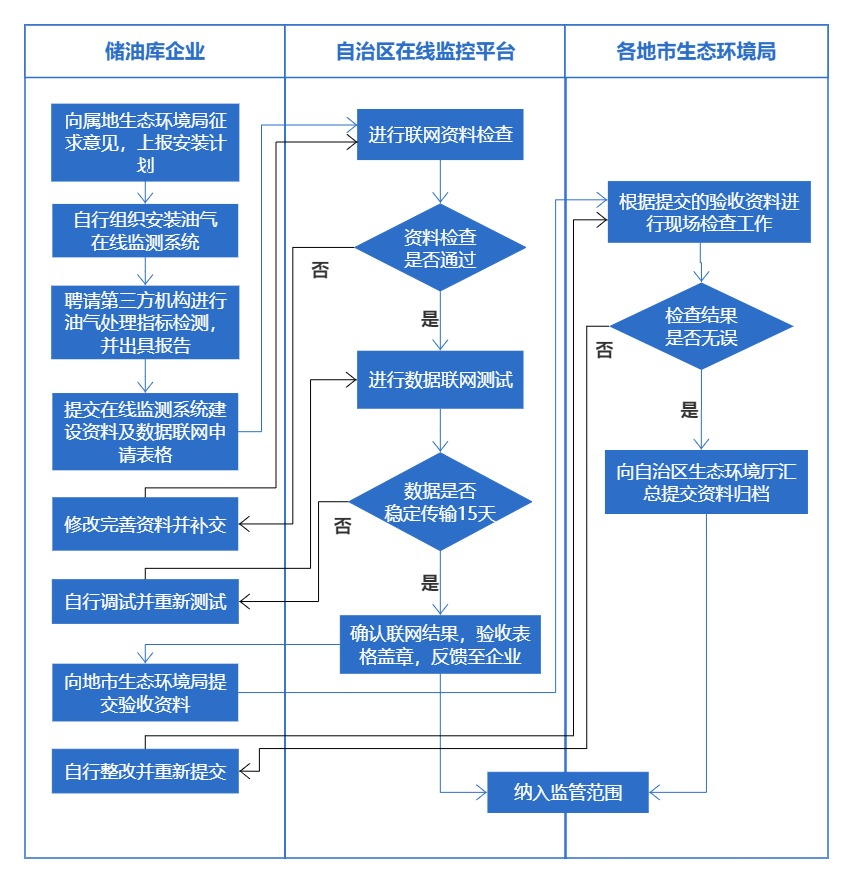 储油库企业
自治区在线监控平台
各地市生态环境局
向属地生态环境局征
求意见，上报安装计
划
自行组织安装油气
在线监测系统
聘请第三方机构进行
油气处理指标检测，
并出具报告
提交在线监测系统建
设资料及数据联网申
请表格
修改完善资料并补交
自行调试并重新测试
向地市生态环境局提
交验收资料
自行整改并重新提交
进行联网资料检查
资料检查
是否通过
否
是
进行数据联网测试
数据是否
稳定传输15天
否
是
确认联网结果，验收表
格盖章，反馈至企业
纳入监管范围
根据提交的验收资料进
行现场检查工作
检查结果
是否无误
否
是
向自治区生态环境厅汇
总提交资料归档